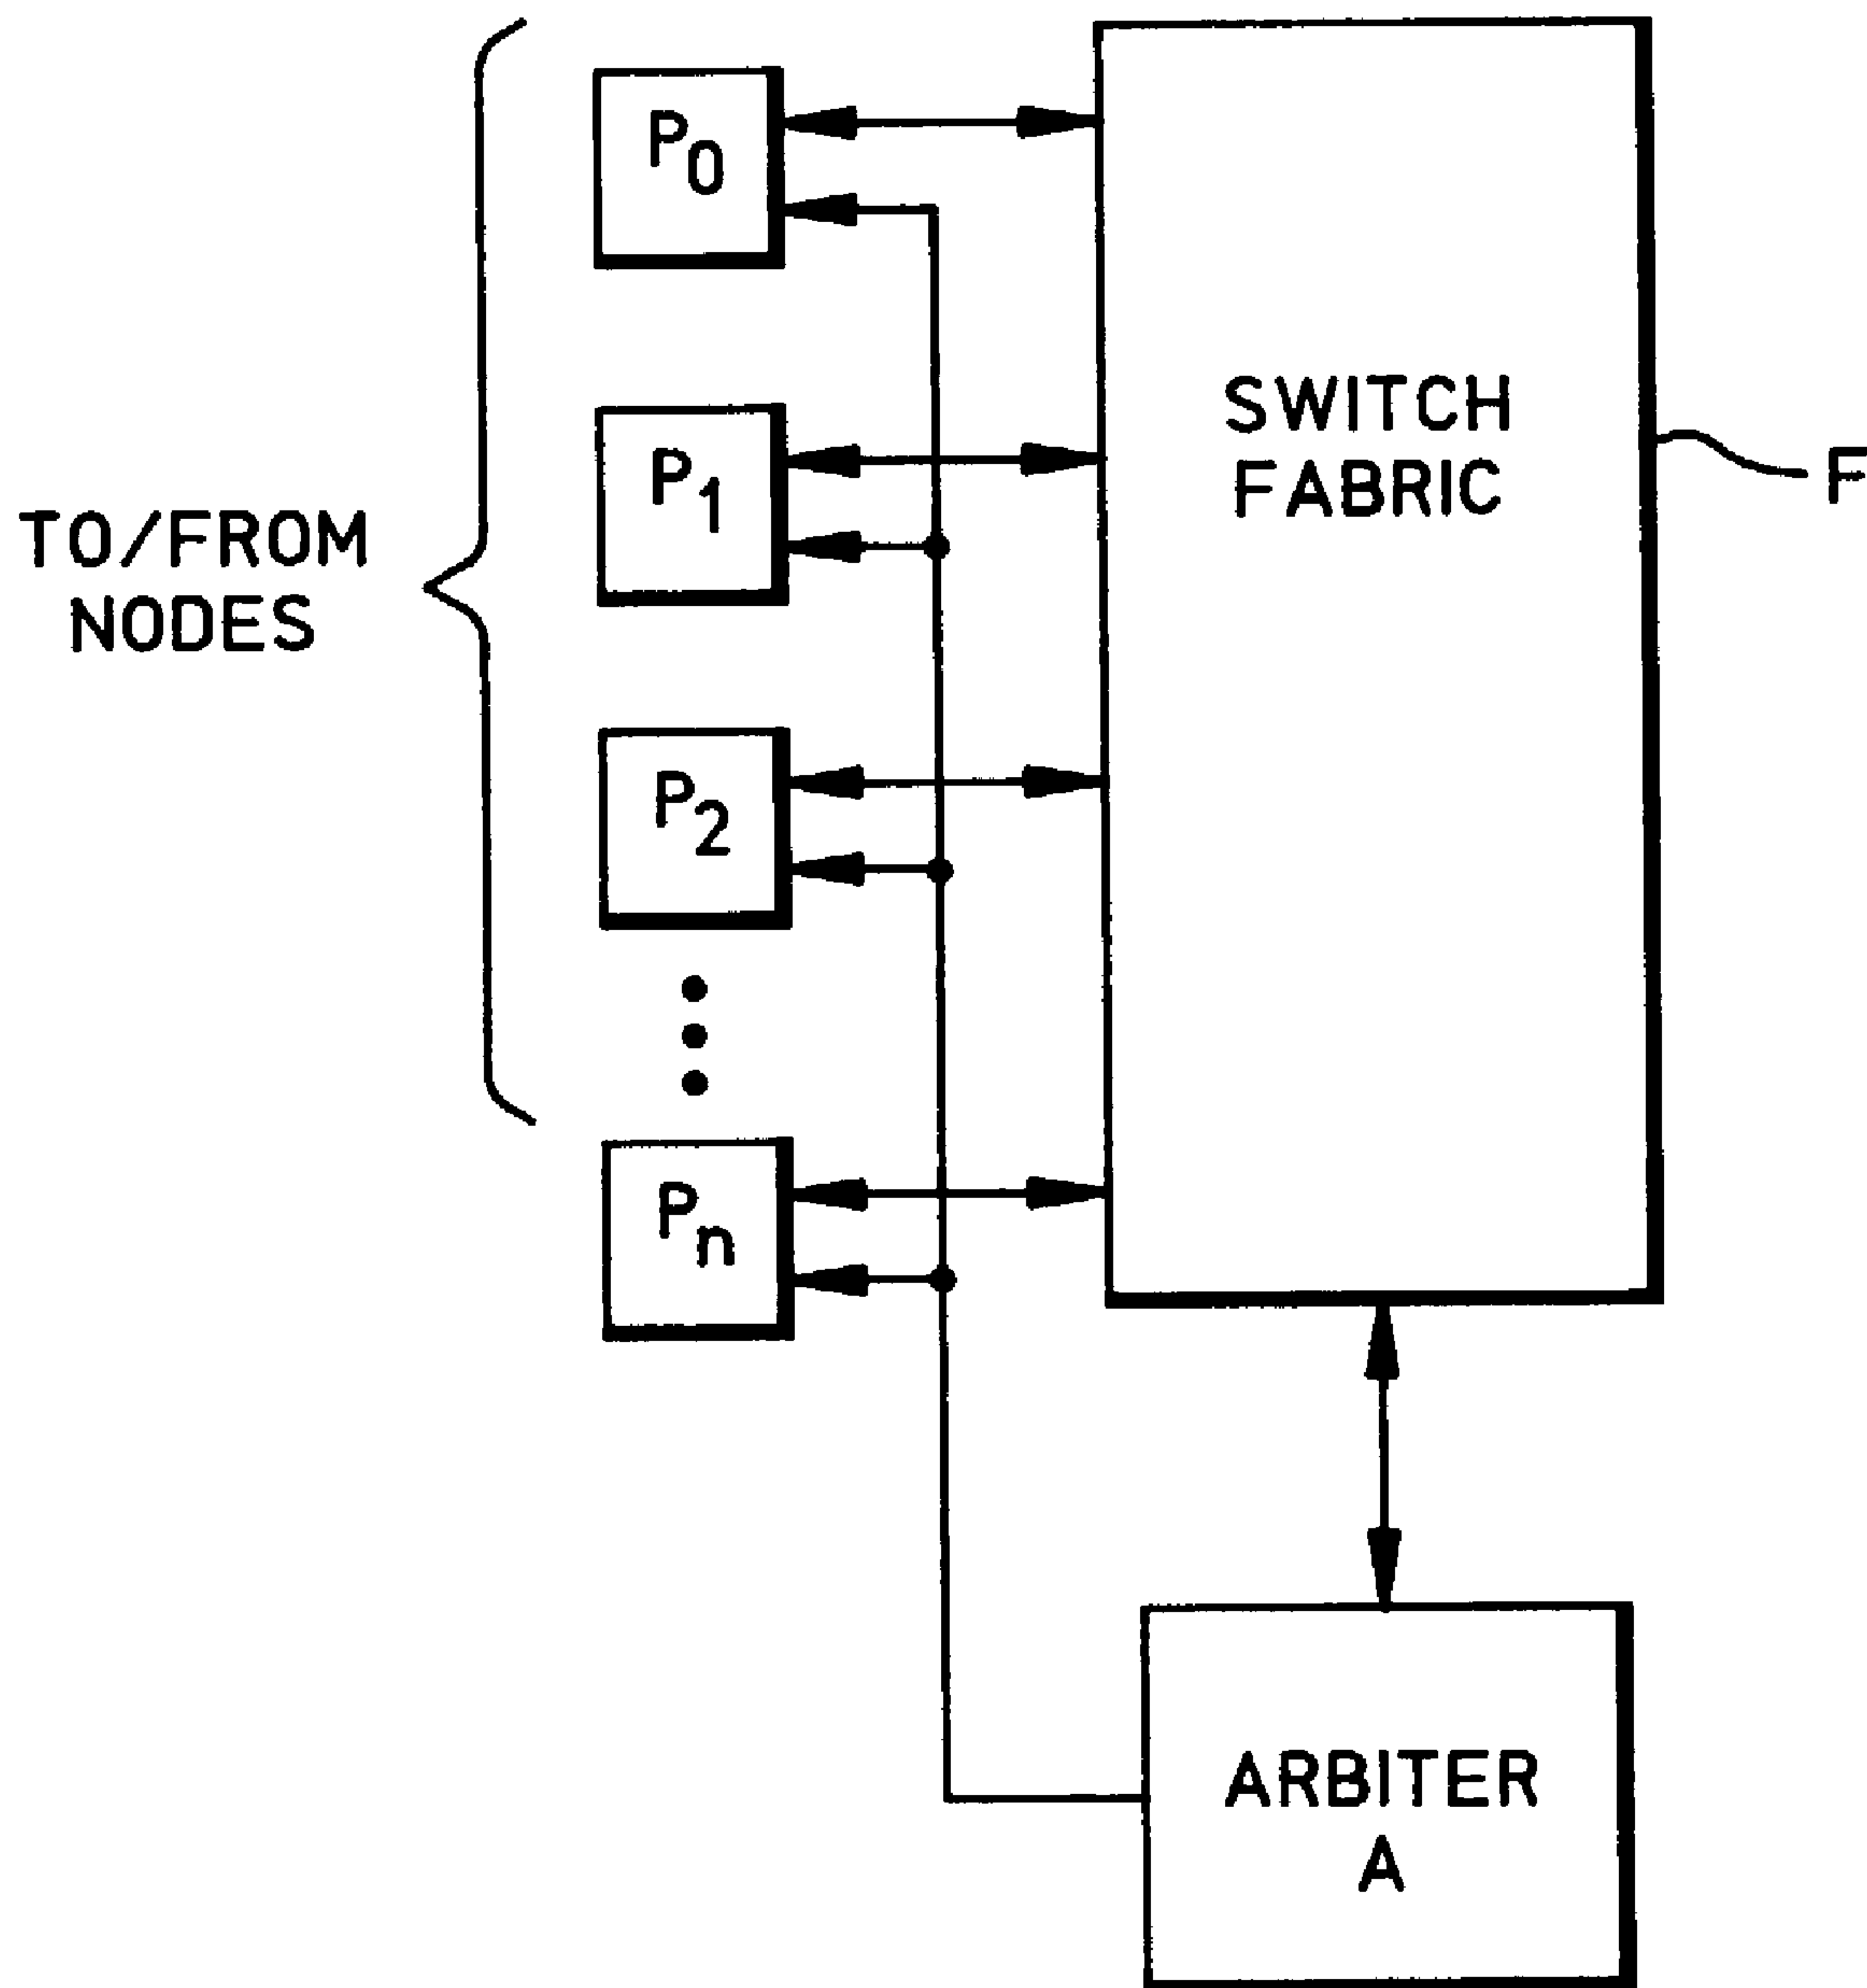 P0
P1
P2
Pn
TO/FROM
NODES
SWITCH
FABRIC
F
ARBITER
A